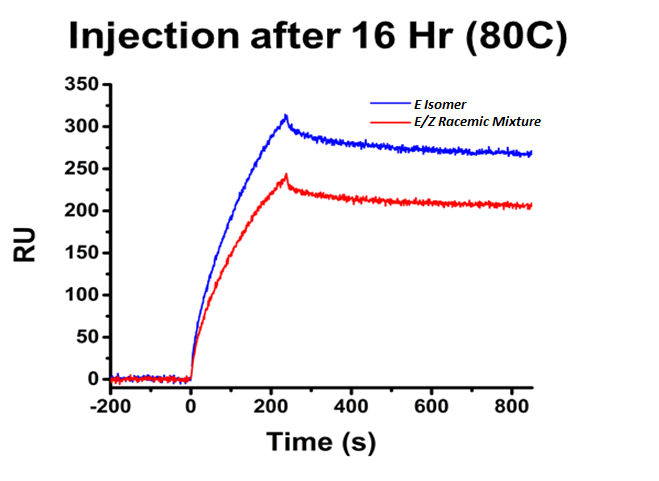 Injection after 16 Hr (80C)
350
300
250
200
150
100
50
0
RU
E Isomer
E/Z Racemic Mixture
-200 0 200 400 600 800
Time (s)